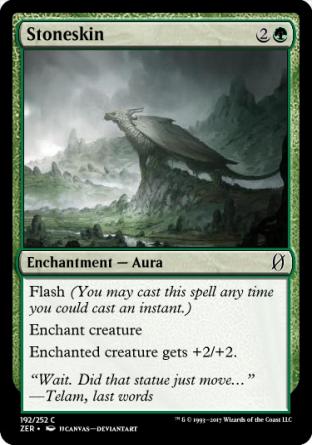 Stoneskin 2
Enchantment — Aura
Flash (You may cast this spell any time
you could cast an instant.)
Enchant creature
Enchanted creature gets +2/+2.
“Wait. Did that statue just move…”
—Telam, last words
192/252 C
ZER • HCANVAS—DEVIANTART
™ & © 1993–2017 Wizards of the Coast LLC